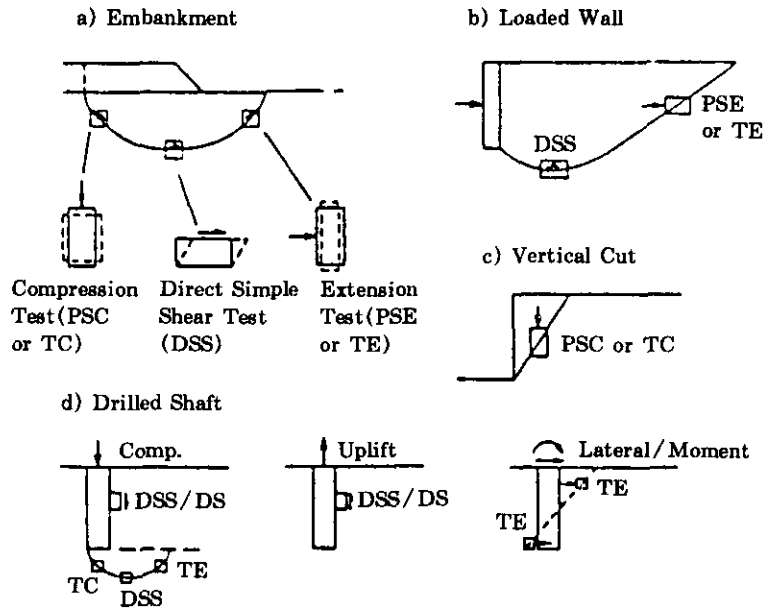 a) Embankment
b) Loaded Wall
PSE
or TE
DSS
Compression
Test(PSC
or TC)
Direct Simple
Shear Test
(DSS)
Extension
Test(PSE
or TE)
c) Vertical Cut
PSC or TC
d) Drilled Shaft
Comp.
DSS/DS
TC
DSS
TE
Uplift
DSS/DS
Lateral/Moment
TE
TE